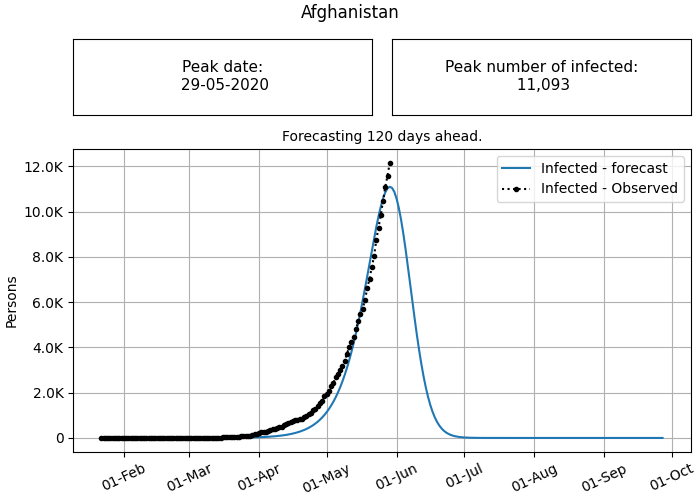 Afghanistan
Peak date:
29-05-2020
Peak number of infected:
11,093
Forecasting 120 days ahead.
Infected - forecast
Infected - Observed
Persons
12.0K
10.0K
8.0K
6.0K
4.0K
2.0K
0
01-Feb
01-Mar
01-Apr
01-May
01-Jun
01-Jul
01-Aug
01-Sep
01-Oct